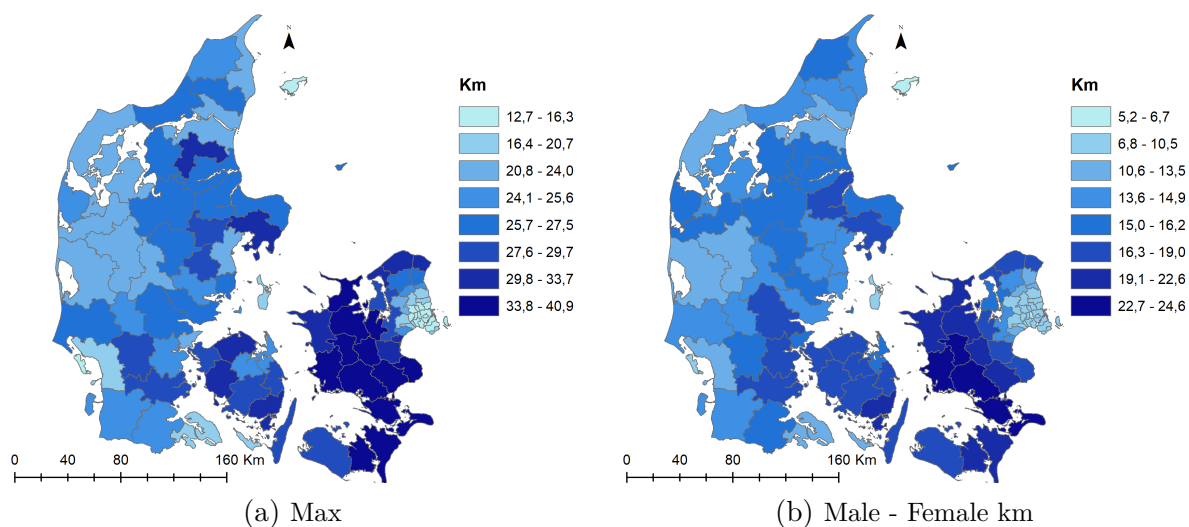 N
Km
12,7 - 16,3
16,4 - 20,7
20,8 - 24,0
24,1 - 25,6
25,7 - 27,5
27,6 - 29,7
29,8 - 33,7
33,8 - 40,9
0 40 80 160 Km
(a) Max
N
Km
5,2 - 6,7
6,8 - 10,5
10,6 - 13,5
13,6 - 14,9
15,0 - 16,2
16,3 - 19,0
19,1 - 22,6
22,7 - 24,6
0 40 80 160 Km
(b) Male - Female km